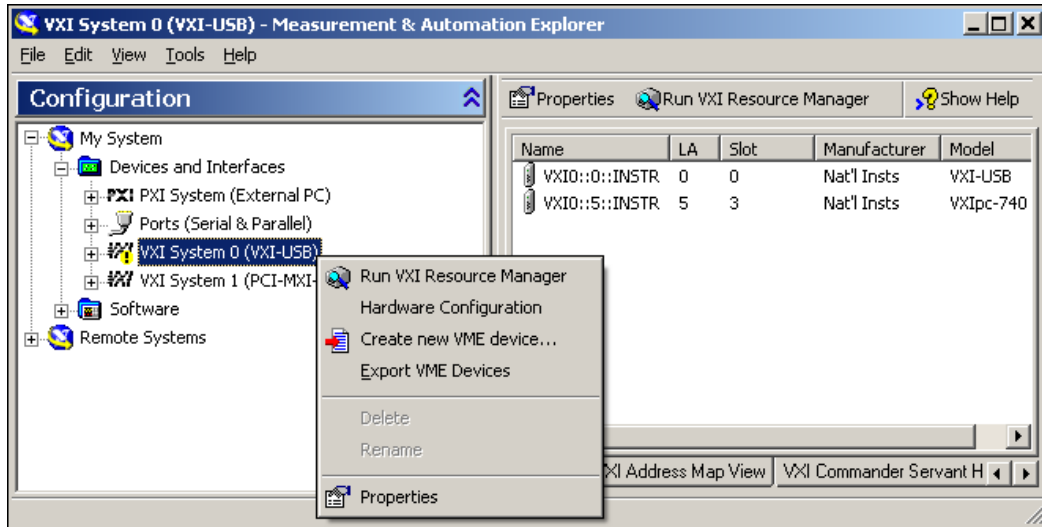 VXI System 0 (VXI-USB) - Measurement & Automation Explorer
File Edit View Tools Help
Configuration
Properties Run VXI Resource Manager Show Help
My System
Devices and Interfaces
PXI PXI System (External PC)
Ports (Serial & Parallel)
VXI System 0 (VXI-USB)
VXI System 1 (PCI-MXI-
Software
Remote Systems
Name LA Slot Manufacturer Model
VXI0::0::INSTR 0 0 Nat'l Insts VXI-USB
VXI0::5::INSTR 5 3 Nat'l Insts VXIpc-740
Run VXI Resource Manager
Hardware Configuration
Create new VME device...
Export VME Devices
Delete
Rename
Properties
XI Address Map View VXI Commander Servant H